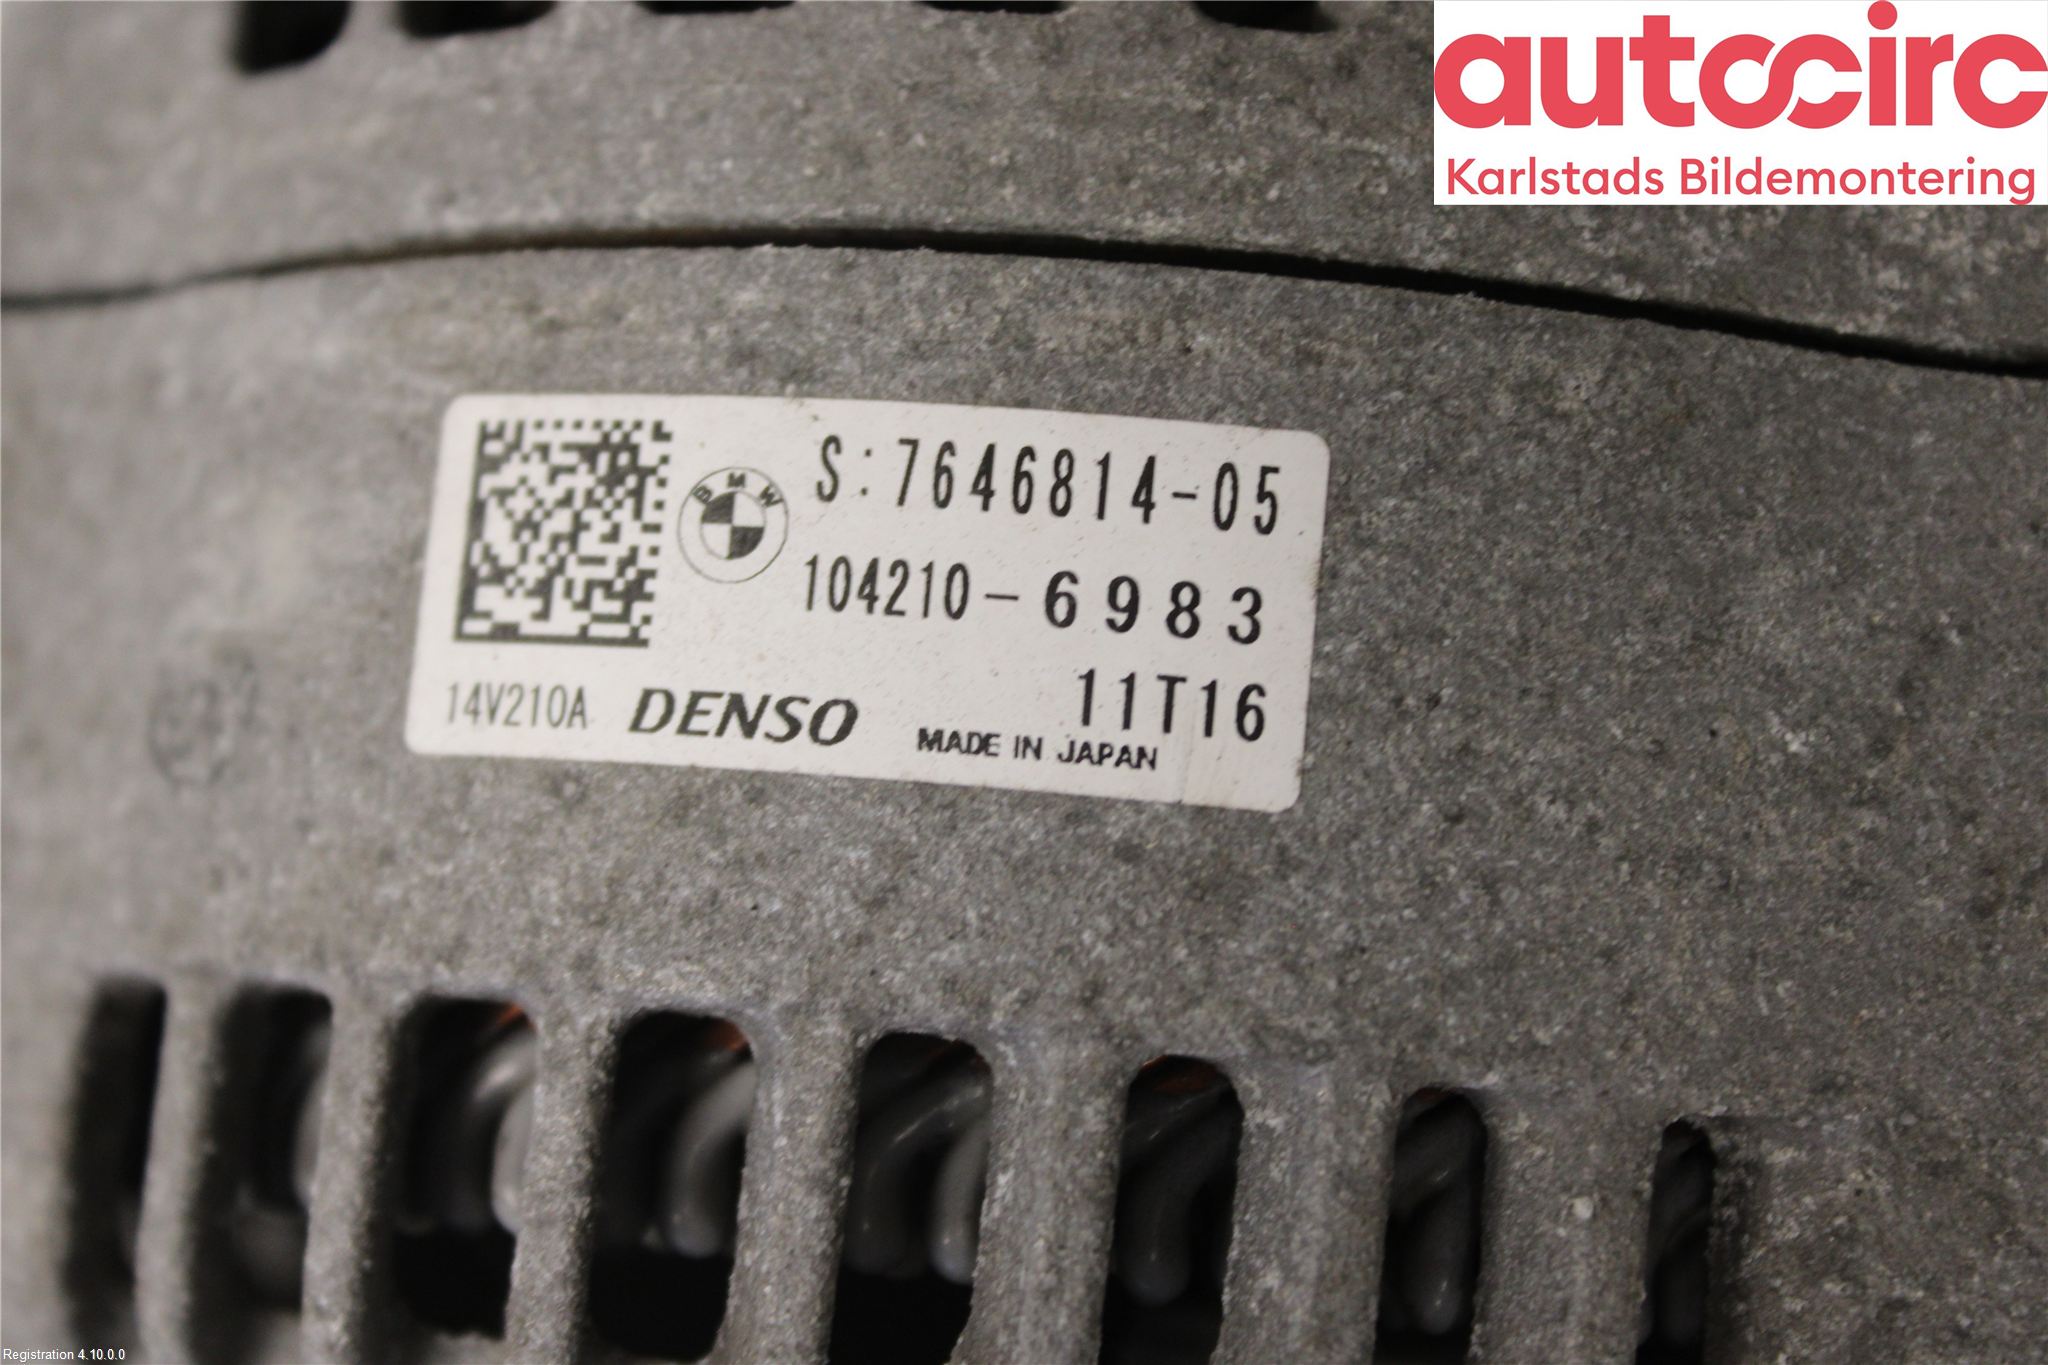 autocirc
Karlstads Bildemontering
BMW
S:7646814-05
104210-6983
11T16
14V210A DENSO
MADE IN JAPAN
Registration 4.10.0.0